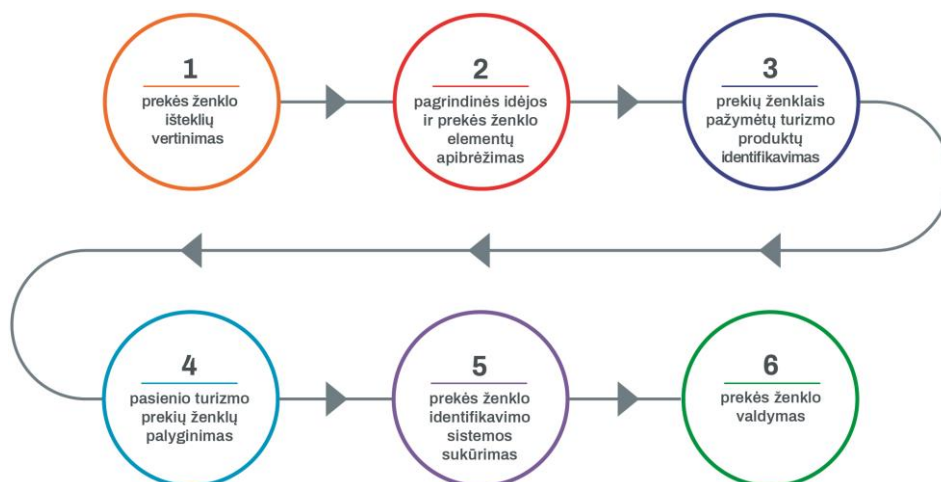 1
prekės ženklo
išteklių
vertinimas
2
pagrindinės idėjos
ir prekės ženklo
elementų
apibrėžimas
3
prekių ženklais
pažymėtų turizmo
produktų
identifikavimas
4
pasienio turizmo
prekių ženklų
palyginimas
5
prekės ženklo
identifikavimo
sistemos
sukūrimas
6
prekės ženklo
valdymas